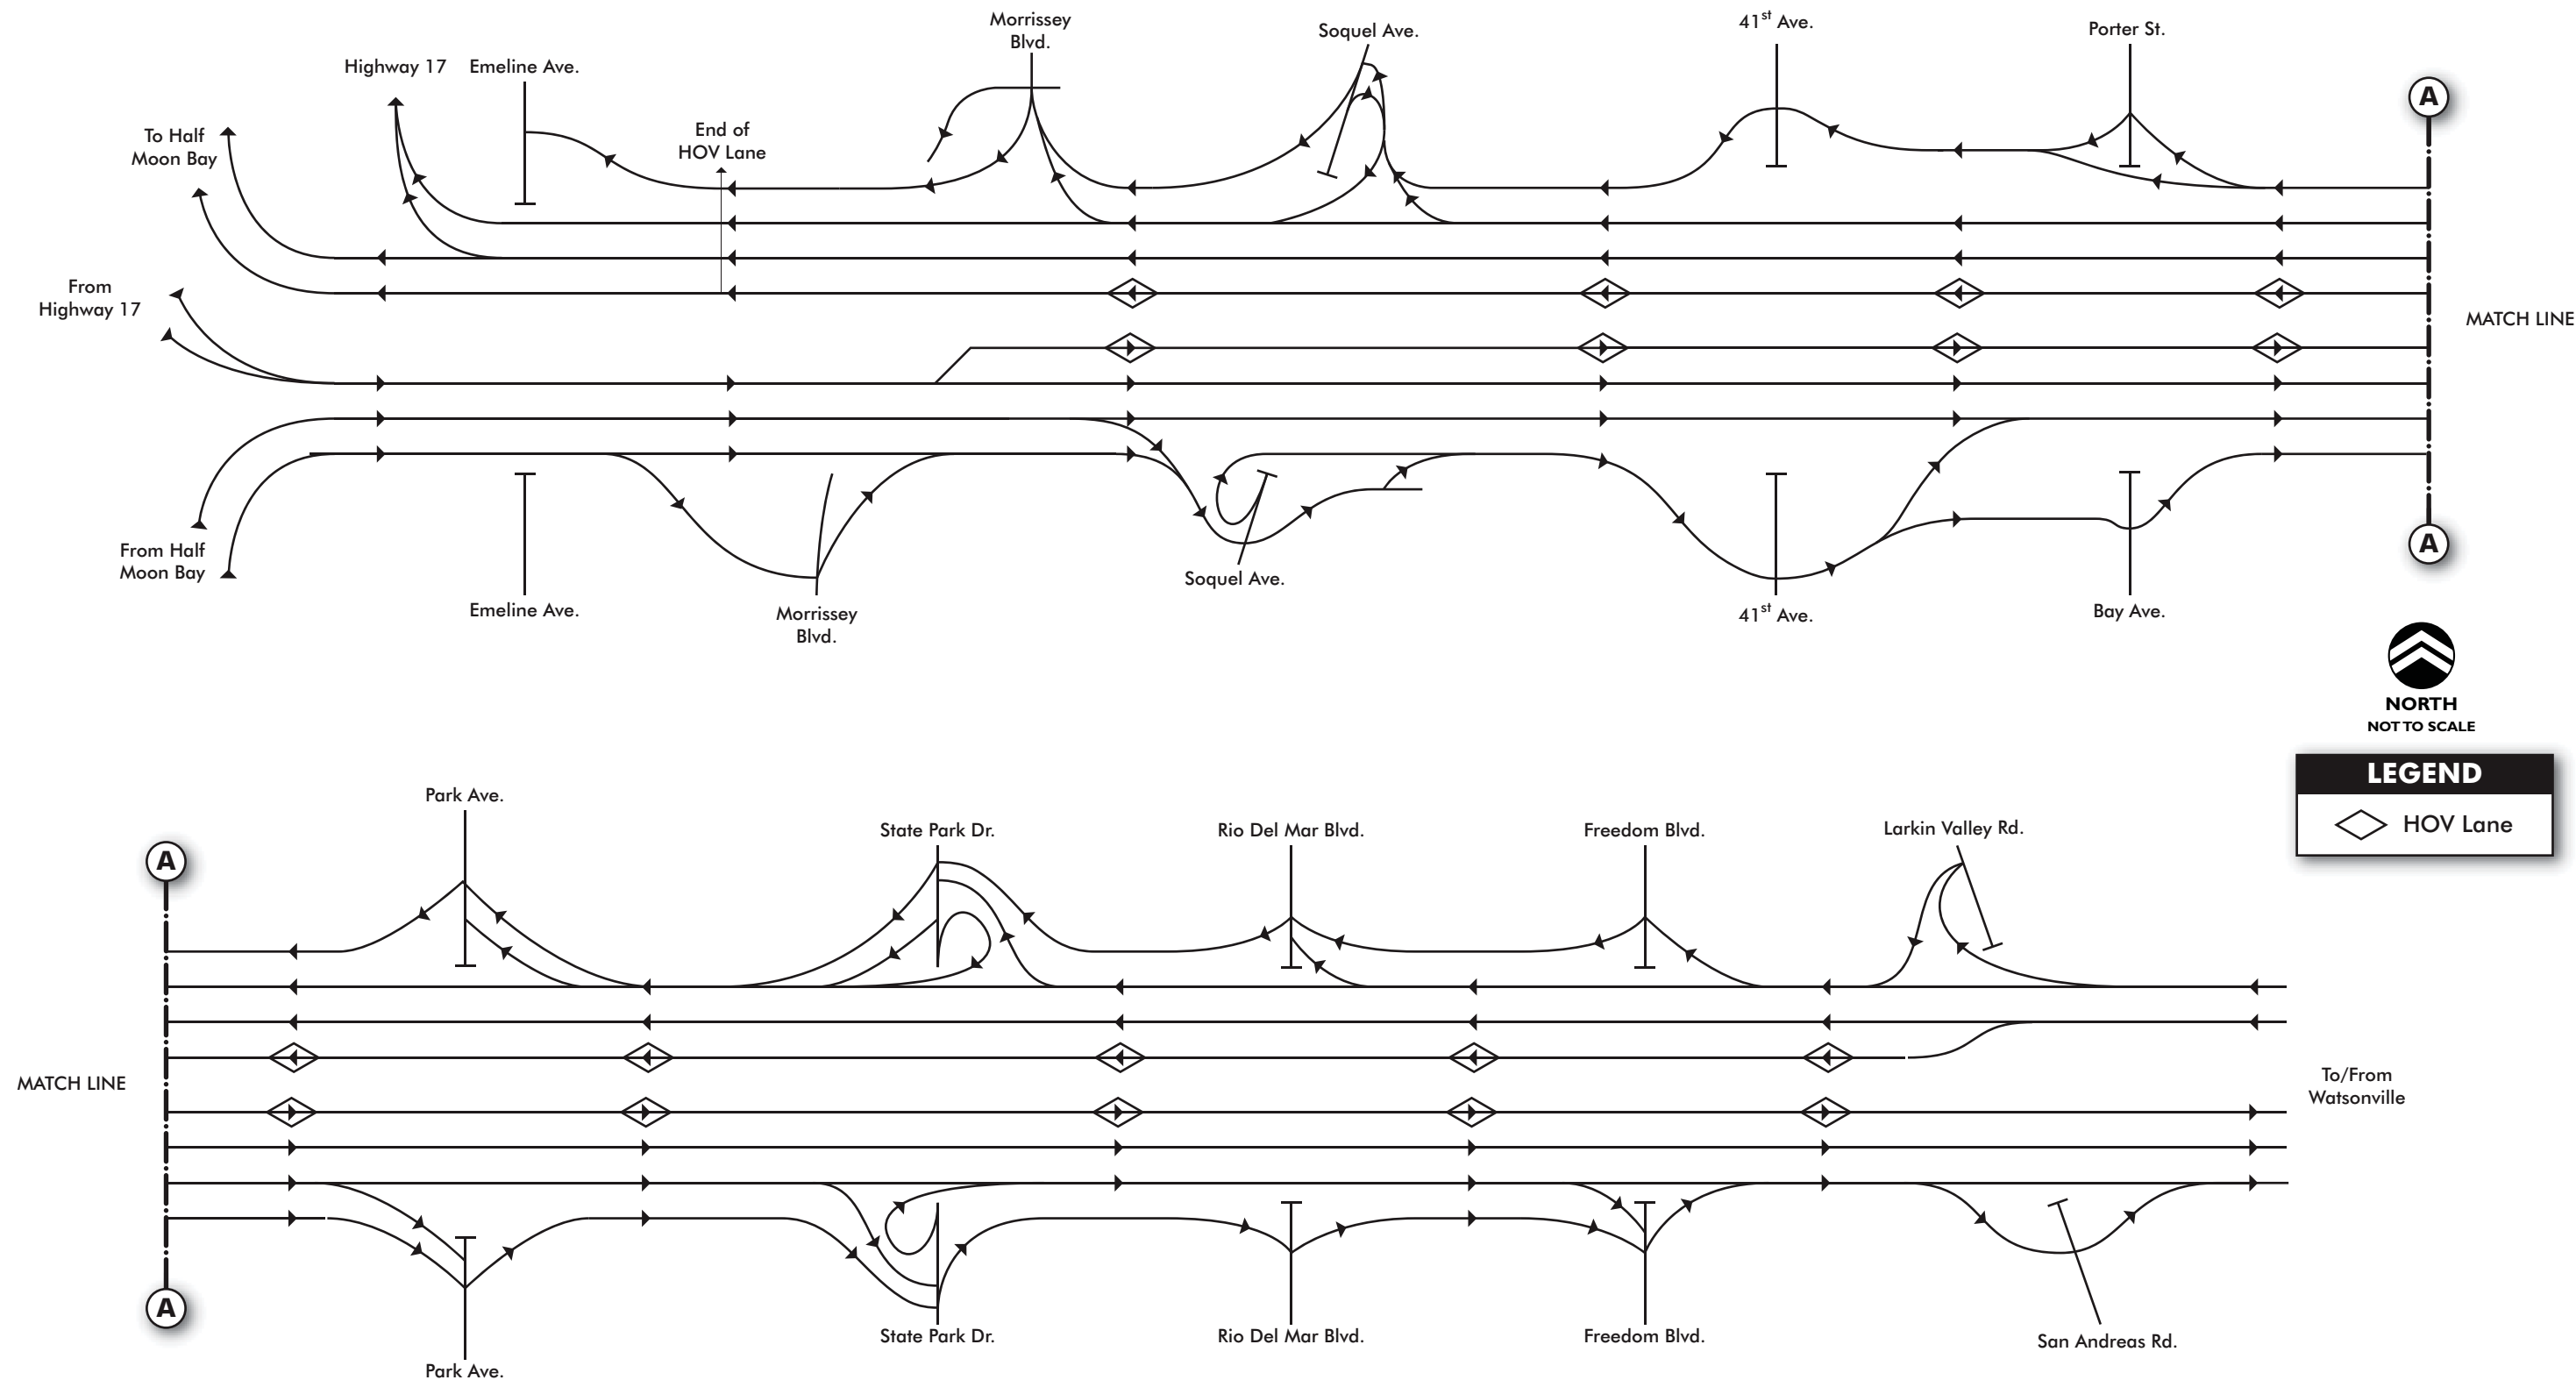 Morrissey
Blvd.
Soquel Ave.
41st Ave.
Porter St.
Highway 17
Emeline Ave.
A
To Half
Moon Bay
End of
HOV Lane
From
Highway 17
MATCH LINE
From Half
Moon Bay
A
Soquel Ave.
Emeline Ave.
Morrissey
Blvd.
41st Ave.
Bay Ave.
NORTH
NOT TO SCALE
LEGEND
HOV Lane
Park Ave.
State Park Dr.
Rio Del Mar Blvd.
Freedom Blvd.
Larkin Valley Rd.
A
MATCH LINE
To/From
Watsonville
A
State Park Dr.
Rio Del Mar Blvd.
Freedom Blvd.
San Andreas Rd.
Park Ave.